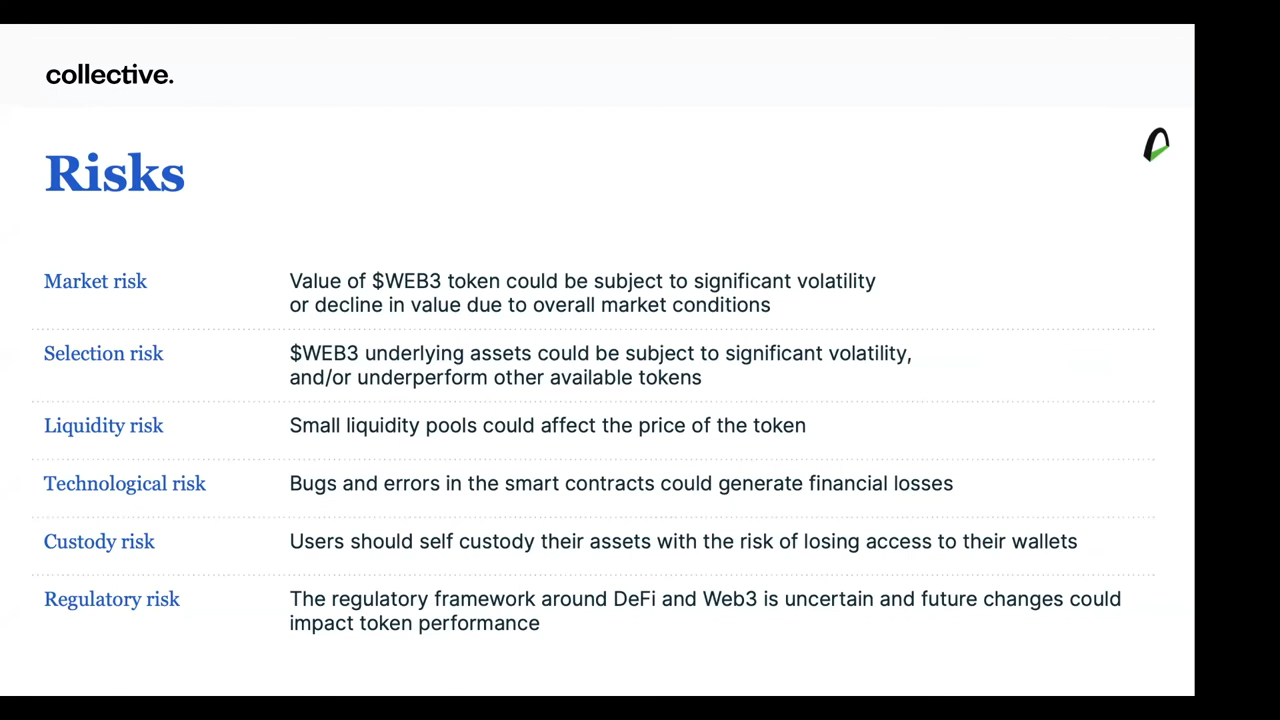 collective.
Risks
Market risk
Value of $WEB3 token could be subject to significant volatility
or decline in value due to overall market conditions
Selection risk
$WEB3 underlying assets could be subject to significant volatility,
and/or underperform other available tokens
Liquidity risk
Small liquidity pools could affect the price of the token
Technological risk
Bugs and errors in the smart contracts could generate financial losses
Custody risk
Users should self custody their assets with the risk of losing access to their wallets
Regulatory risk
The regulatory framework around DeFi and Web3 is uncertain and future changes could
impact token performance